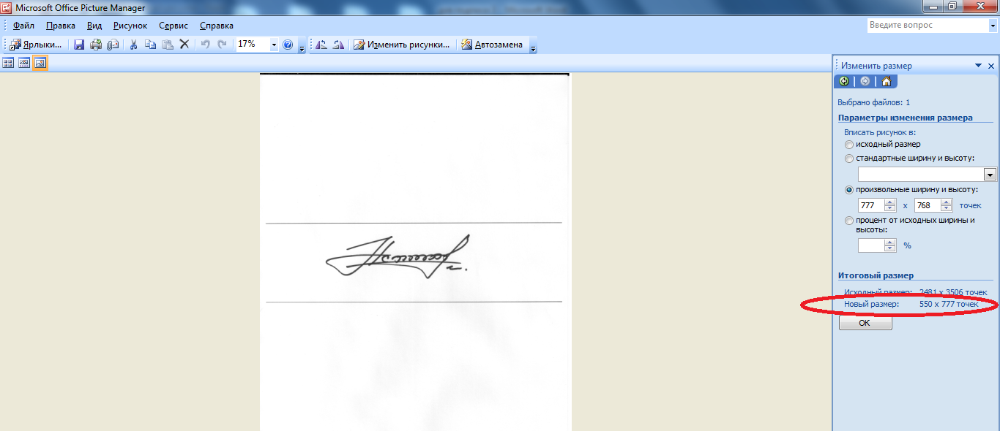 Microsoft Office Picture Manager
Файл Правка Вид Рисунок Сервис Справка
Введите вопрос
Ярлыки... 17% Изменить рисунки... Автозамена
Изменить размер
Выбрано файлов: 1
Параметры изменения размера
Вписать рисунок в:
исходный размер
стандартные ширину и высоту:
произвольные ширину и высоту:
777 x 768 точек
процент от исходных ширины и
высоты:
%
Итоговый размер
Исходный размер: 2481 x 3506 точек
Новый размер: 550 x 777 точек
OK